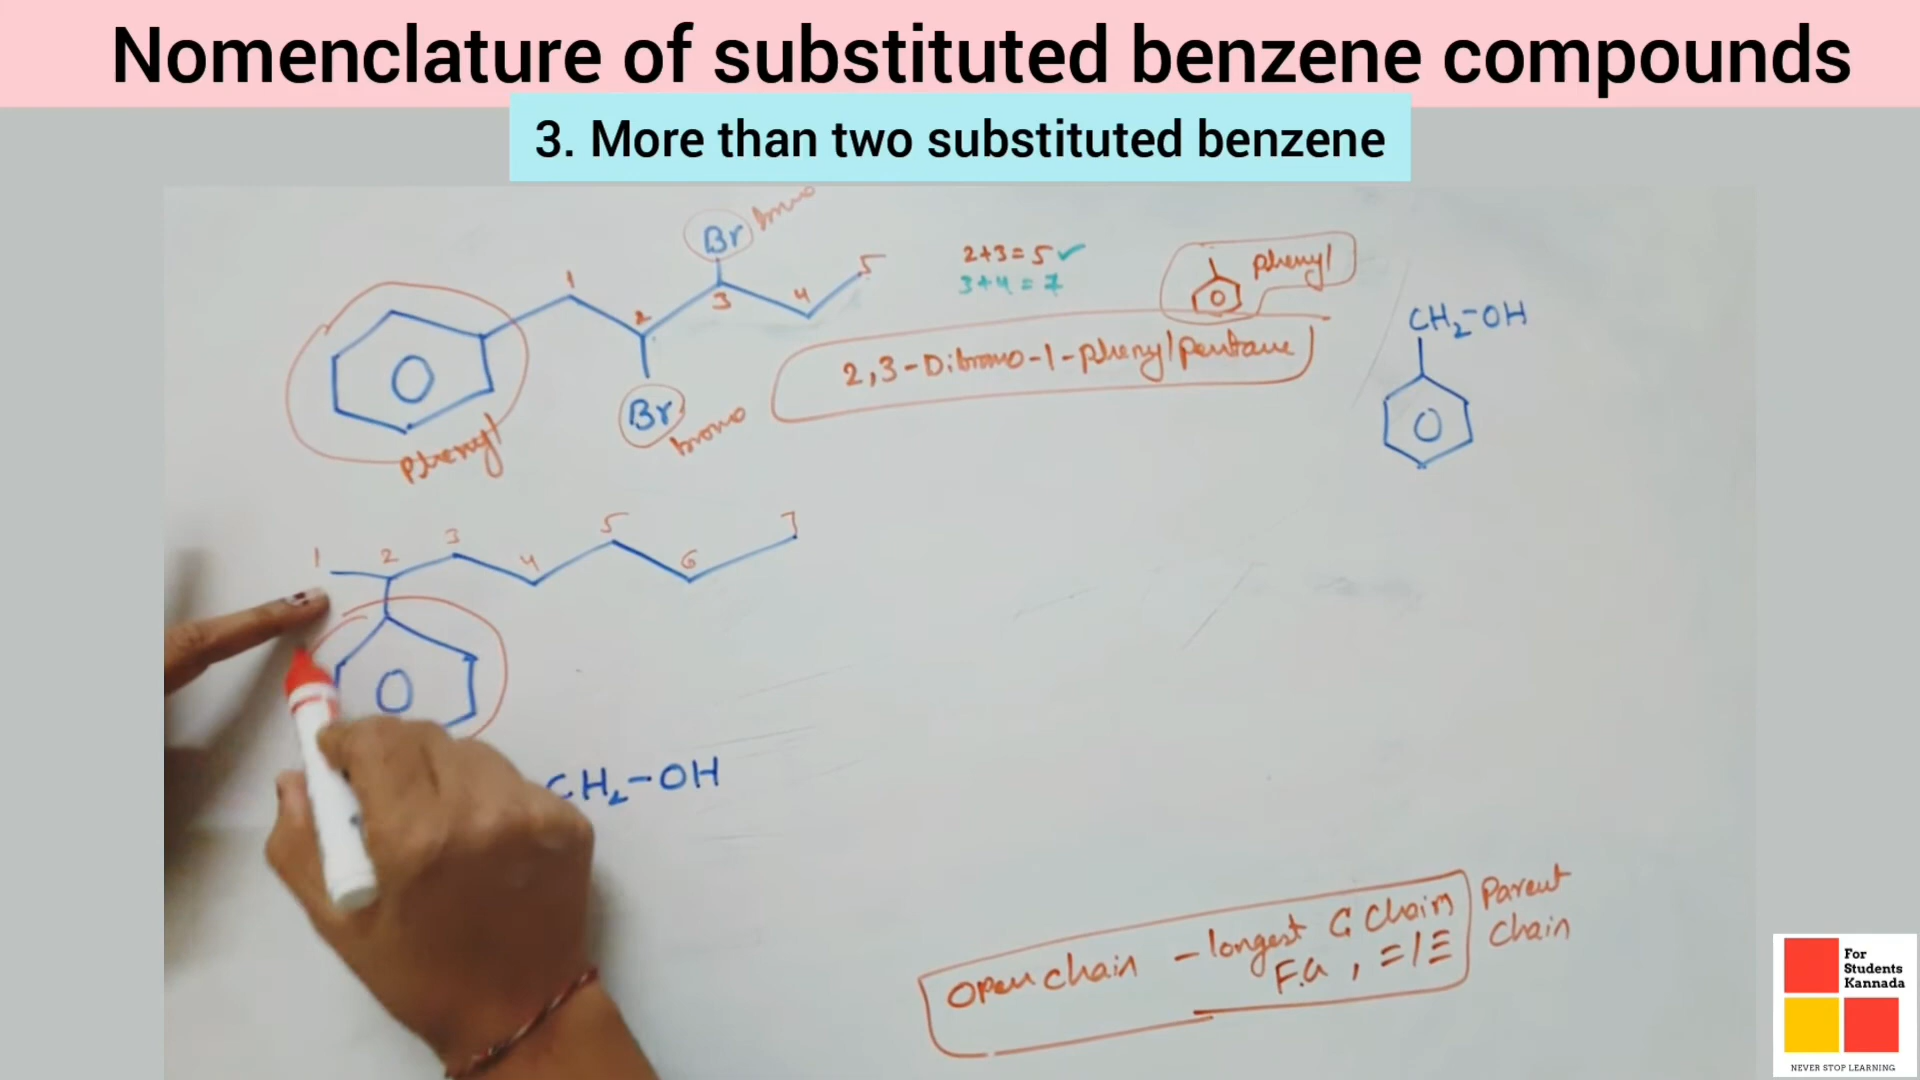 Nomenclature of substituted benzene compounds
3. More than two substituted benzene
Br bromo
1 2 3 4 5
2+3=5 ✓
3+4=7
phenyl
CH₂-OH
2,3-Dibromo-1-phenylpentane
Br
bromo
Phenyl
1 2 3 4 5 6 7
CH₂-OH
Open chain - longest C chain
F.G, =/≡
Parent
chain
For
Students
Kannada
NEVER STOP LEARNING